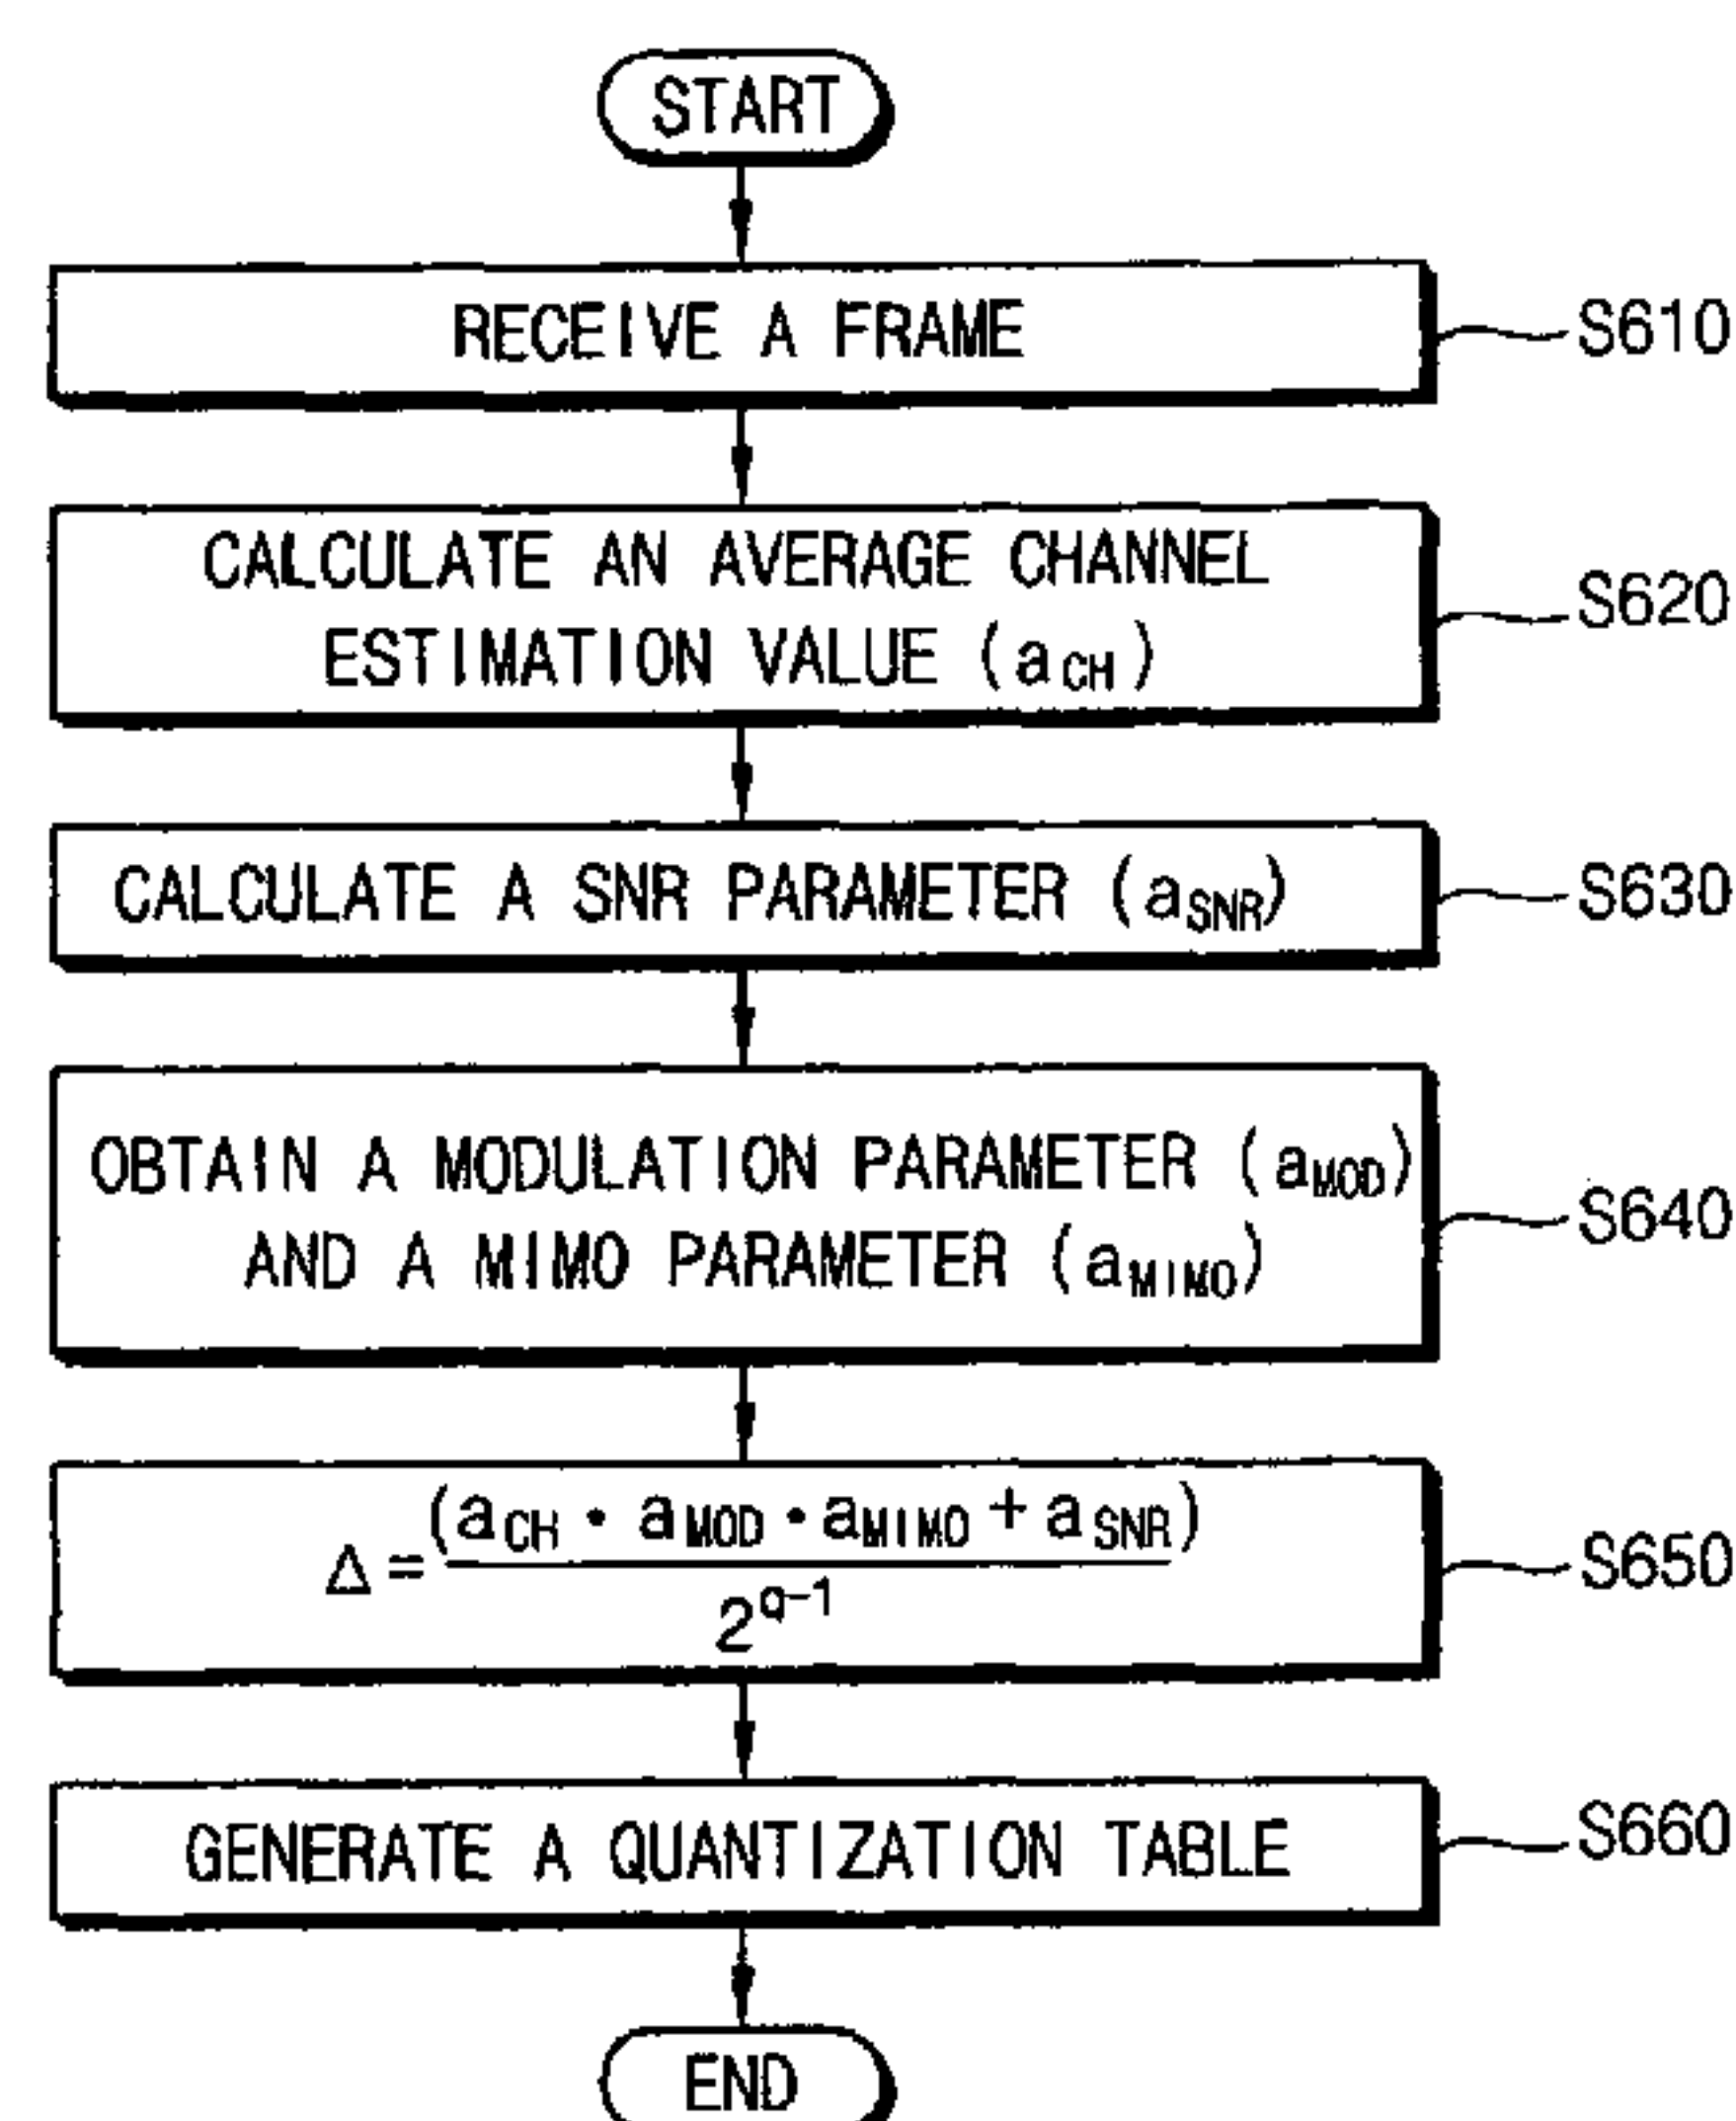 START
RECEIVE A FRAME
S610
CALCULATE AN AVERAGE CHANNEL
ESTIMATION VALUE (aCH)
S620
CALCULATE A SNR PARAMETER (aSNR)
S630
OBTAIN A MODULATION PARAMETER (aMOD)
AND A MIMO PARAMETER (aMIMO)
S640
Δ = (aCH · aMOD · aMIMO + aSNR)
2^q-1
S650
GENERATE A QUANTIZATION TABLE
S660
END